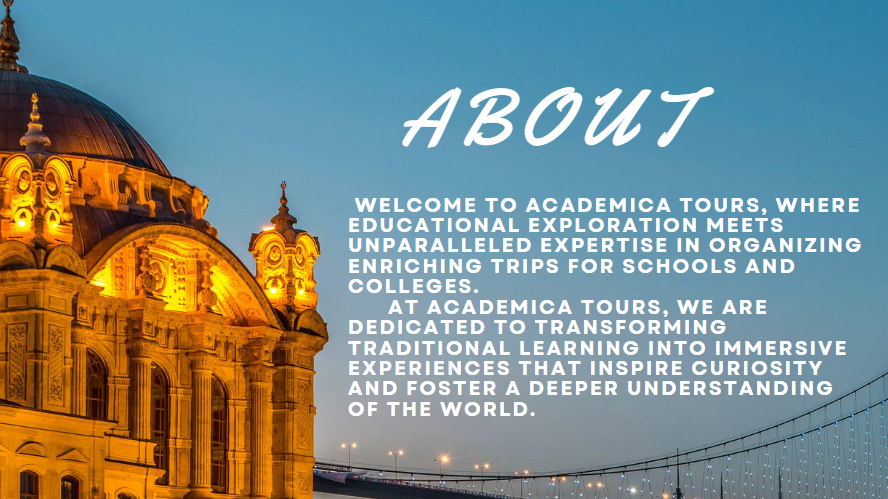 ABOUT
WELCOME TO ACADEMICA TOURS, WHERE
EDUCATIONAL EXPLORATION MEETS
UNPARALLELED EXPERTISE IN ORGANIZING
ENRICHING TRIPS FOR SCHOOLS AND
COLLEGES.
AT ACADEMICA TOURS, WE ARE
DEDICATED TO TRANSFORMING
TRADITIONAL LEARNING INTO IMMERSIVE
EXPERIENCES THAT INSPIRE CURIOSITY
AND FOSTER A DEEPER UNDERSTANDING
OF THE WORLD.